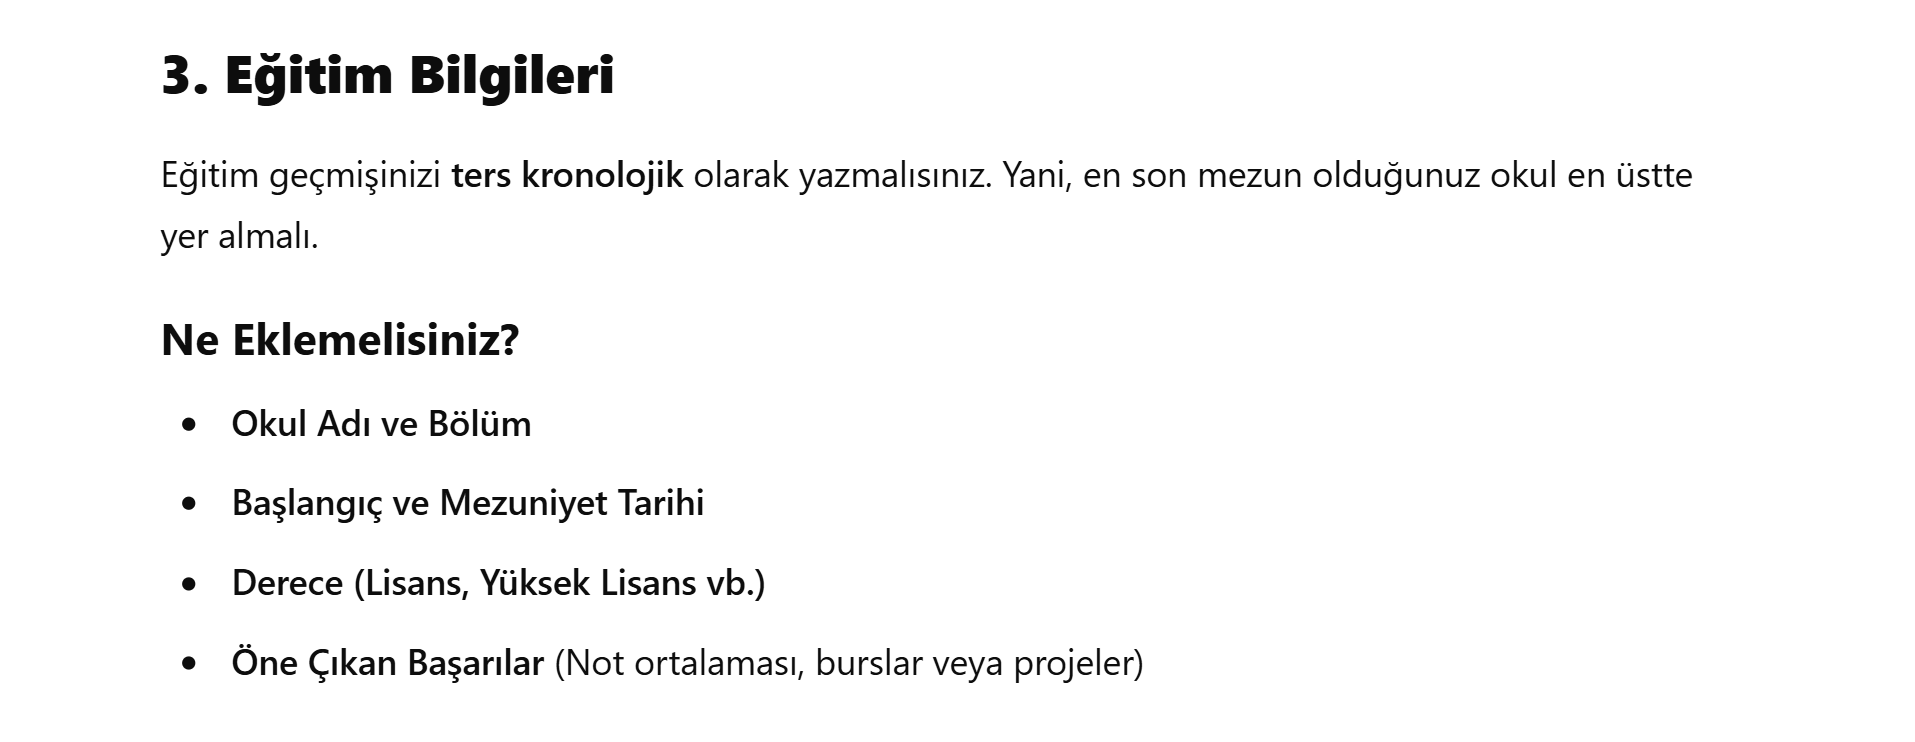 3. Eğitim Bilgileri
Eğitim geçmişinizi ters kronolojik olarak yazmalısınız. Yani, en son mezun olduğunuz okul en üstte
yer almalı.
Ne Eklemelisiniz?
• Okul Adı ve Bölüm
• Başlangıç ve Mezuniyet Tarihi
• Derece (Lisans, Yüksek Lisans vb.)
• Öne Çıkan Başarılar (Not ortalaması, burslar veya projeler)